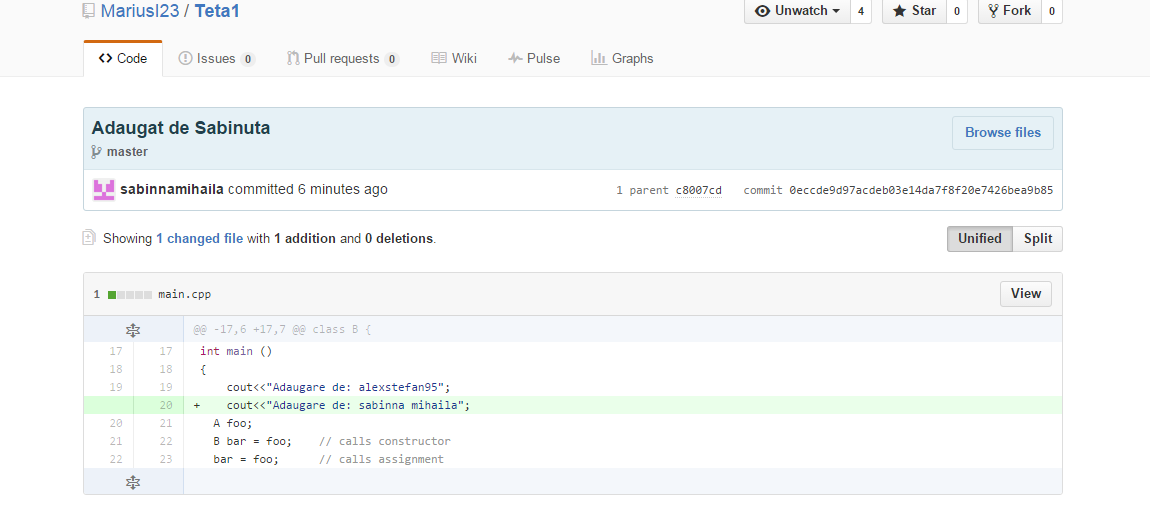 MariusI23 / Teta1 Unwatch 4 Star 0 Fork 0
Code Issues 0 Pull requests 0 Wiki Pulse Graphs
Adaugat de Sabinuta Browse files
master
sabinnamihaila committed 6 minutes ago 1 parent c8007cd commit 0eccde9d97acdeb03e14da7f8f20e7426bea9b85
Showing 1 changed file with 1 addition and 0 deletions. Unified Split
1 main.cpp View
@@ -17,6 +17,7 @@ class B {
17 17 int main ()
18 18 {
19 19 cout<<"Adaugare de: alexstefan95";
20 + cout<<"Adaugare de: sabinna mihaila";
20 21 A foo;
21 22 B bar = foo; // calls constructor
22 23 bar = foo; // calls assignment